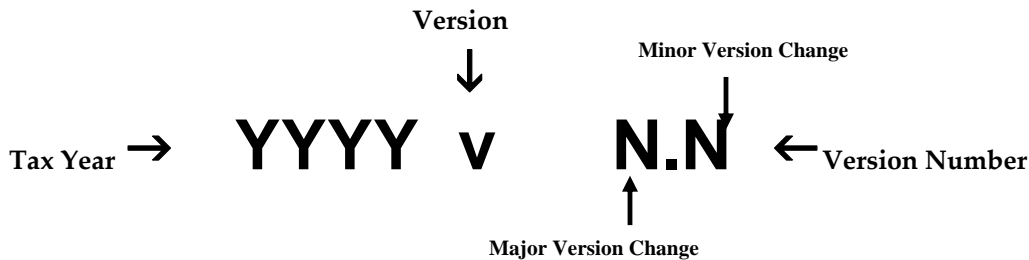 Version
Minor Version Change
Tax Year → YYYY v N.N ← Version Number
Major Version Change